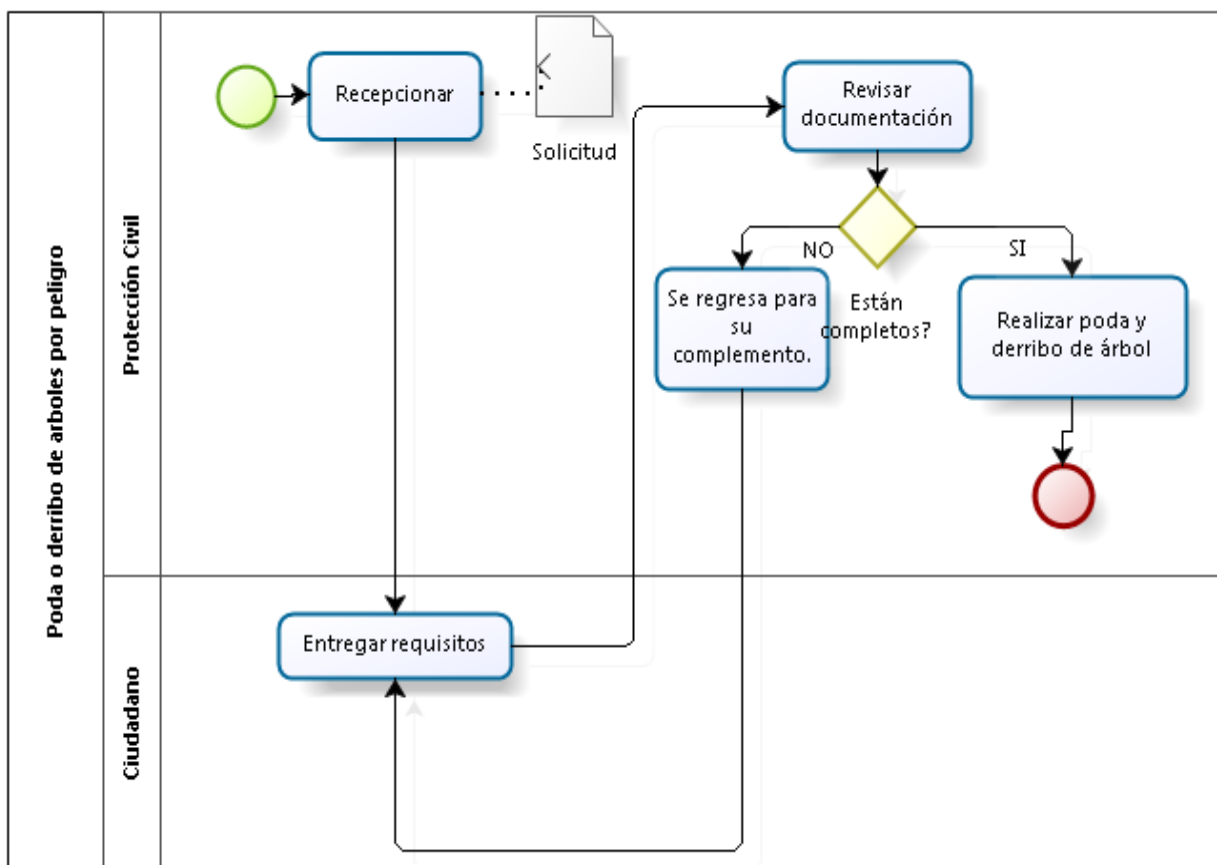 Poda o derribo de arboles por peligro
Protección Civil
Recepcionar
Solicitud
Revisar
documentación
NO
SI
Están
completos?
Se regresa para
su
complemento.
Realizar poda y
derribo de árbol
Ciudadano
Entregar requisitos